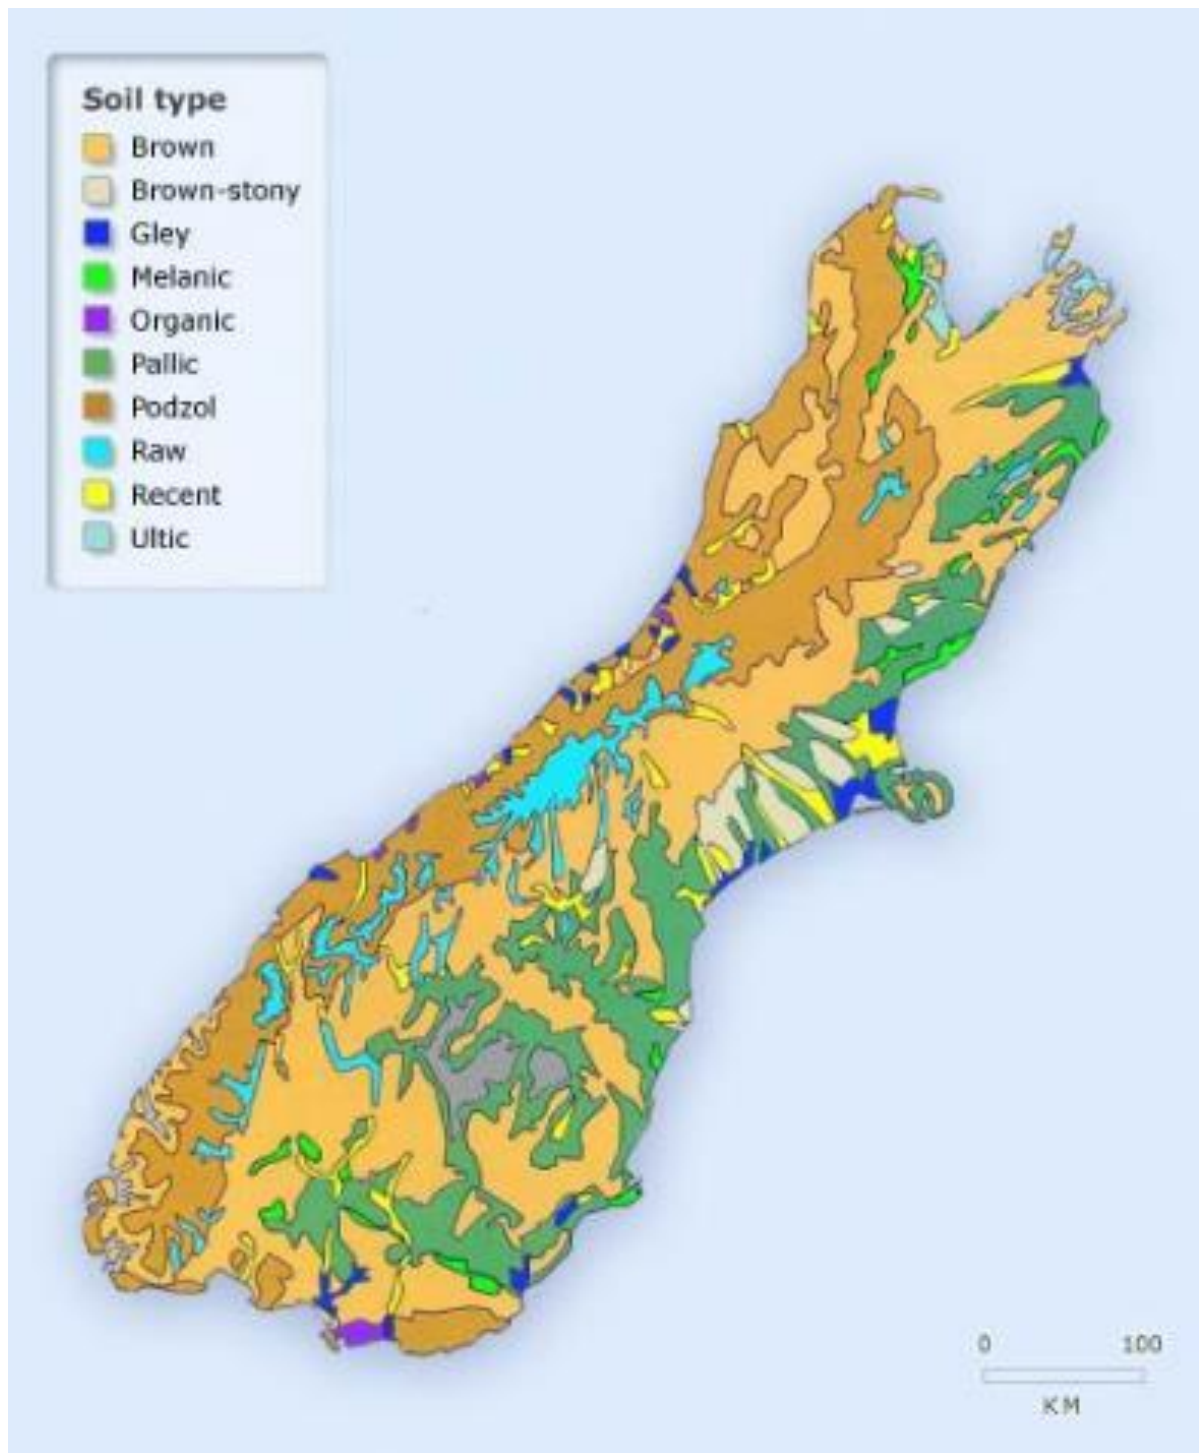 Soil type
Brown
Brown-stony
Gley
Melanic
Organic
Pallic
Podzol
Raw
Recent
Ultic
0 100
KM